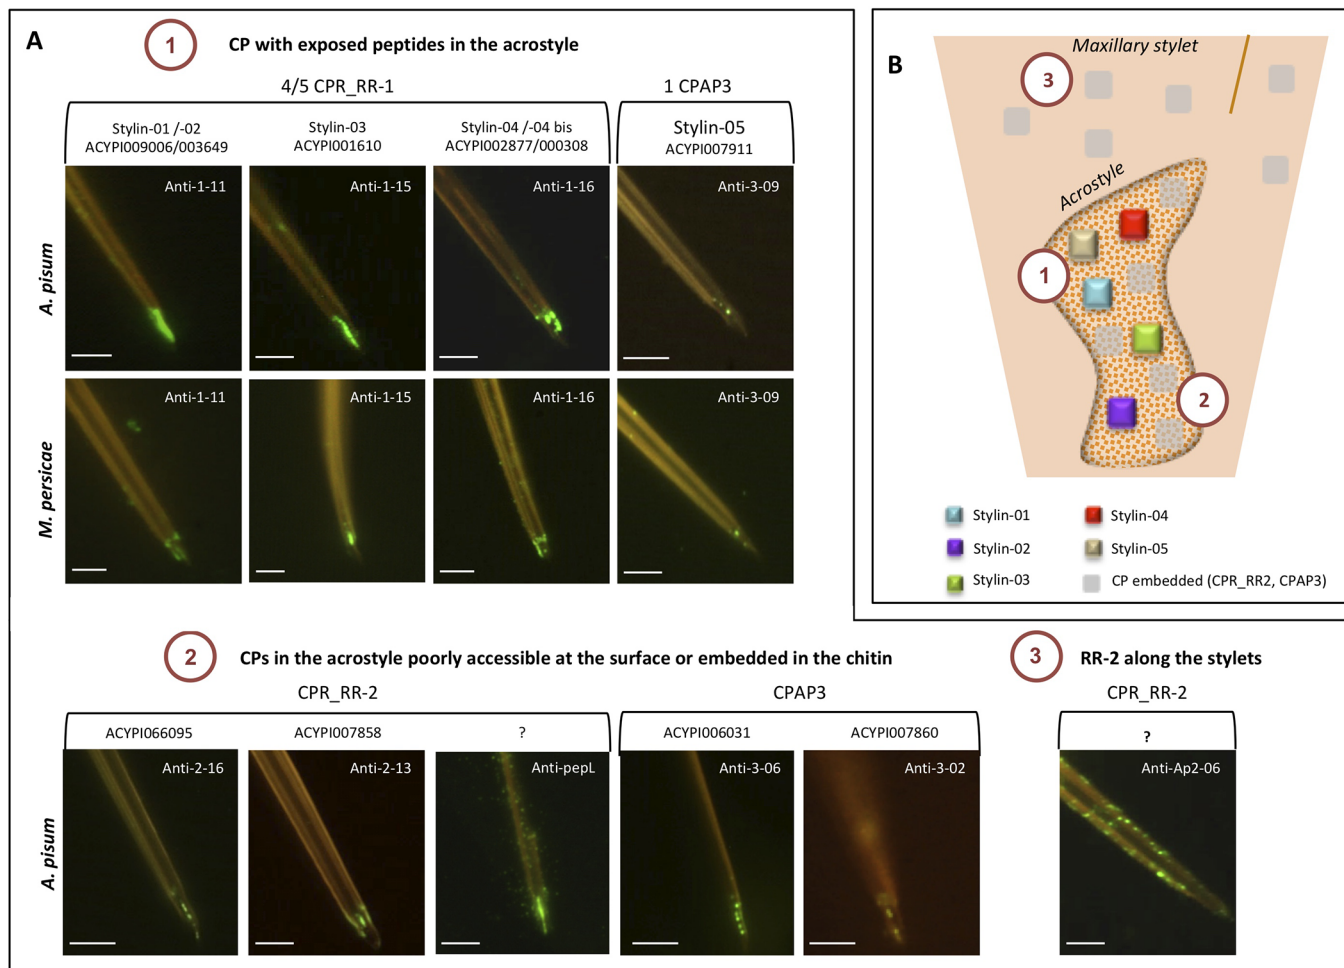 A
1
CP with exposed peptides in the acrostyle
4/5 CPR_RR-1
1 CPAP3
Stylin-01 /-02
ACYPI009006/003649
Stylin-03
ACYPI001610
Stylin-04 /-04 bis
ACYPI002877/000308
Stylin-05
ACYPI007911
A. pisum
Anti-1-11
Anti-1-15
Anti-1-16
Anti-3-09
M. persicae
Anti-1-11
Anti-1-15
Anti-1-16
Anti-3-09
B
Maxillary stylet
3
Acrostyle
1
2
Stylin-01
Stylin-04
Stylin-02
Stylin-05
Stylin-03
CP embedded (CPR_RR2, CPAP3)
2
CPs in the acrostyle poorly accessible at the surface or embedded in the chitin
CPR_RR-2
CPAP3
ACYPI066095
ACYPI007858
?
ACYPI006031
ACYPI007860
A. pisum
Anti-2-16
Anti-2-13
Anti-pepL
Anti-3-06
Anti-3-02
3
RR-2 along the stylets
CPR_RR-2
?
Anti-Ap2-06